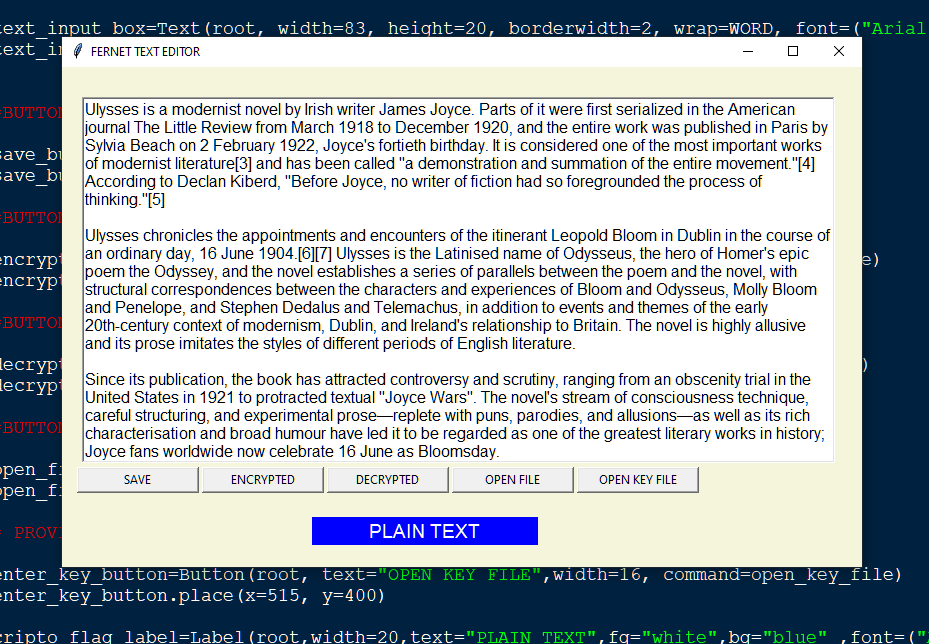 text_input_box=Text(root, width=83, height=20, borderwidth=2, wrap=WORD, font=("Arial
text_i
FERNET TEXT EDITOR
Ulysses is a modernist novel by Irish writer James Joyce. Parts of it were first serialized in the American
journal The Little Review from March 1918 to December 1920, and the entire work was published in Paris by
Sylvia Beach on 2 February 1922, Joyce's fortieth birthday. It is considered one of the most important works
of modernist literature[3] and has been called "a demonstration and summation of the entire movement."[4]
According to Declan Kiberd, "Before Joyce, no writer of fiction had so foregrounded the process of
thinking."[5]
Ulysses chronicles the appointments and encounters of the itinerant Leopold Bloom in Dublin in the course of
an ordinary day, 16 June 1904.[6][7] Ulysses is the Latinised name of Odysseus, the hero of Homer's epic
poem the Odyssey, and the novel establishes a series of parallels between the poem and the novel, with
structural correspondences between the characters and experiences of Bloom and Odysseus, Molly Bloom
and Penelope, and Stephen Dedalus and Telemachus, in addition to events and themes of the early
20th-century context of modernism, Dublin, and Ireland's relationship to Britain. The novel is highly allusive
and its prose imitates the styles of different periods of English literature.
Since its publication, the book has attracted controversy and scrutiny, ranging from an obscenity trial in the
United States in 1921 to protracted textual "Joyce Wars". The novel's stream of consciousness technique,
careful structuring, and experimental prose—replete with puns, parodies, and allusions—as well as its rich
characterisation and broad humour have led it to be regarded as one of the greatest literary works in history;
Joyce fans worldwide now celebrate 16 June as Bloomsday.
SAVE ENCRYPTED DECRYPTED OPEN FILE OPEN KEY FILE
PLAIN TEXT
#BUTTO
save_bu
save_bu
#BUTTO
encrypt e)
encrypt
#BUTTO
decrypt )
decrypt
#BUTTO
open_fi
open_fi
# PROV
enter_key_button=Button(root, text="OPEN KEY FILE",width=16, command=open_key_file)
enter_key_button.place(x=515, y=400)
cripto_flag_label=Label(root,width=20,text="PLAIN TEXT",fg="white",bg="blue" ,font=("